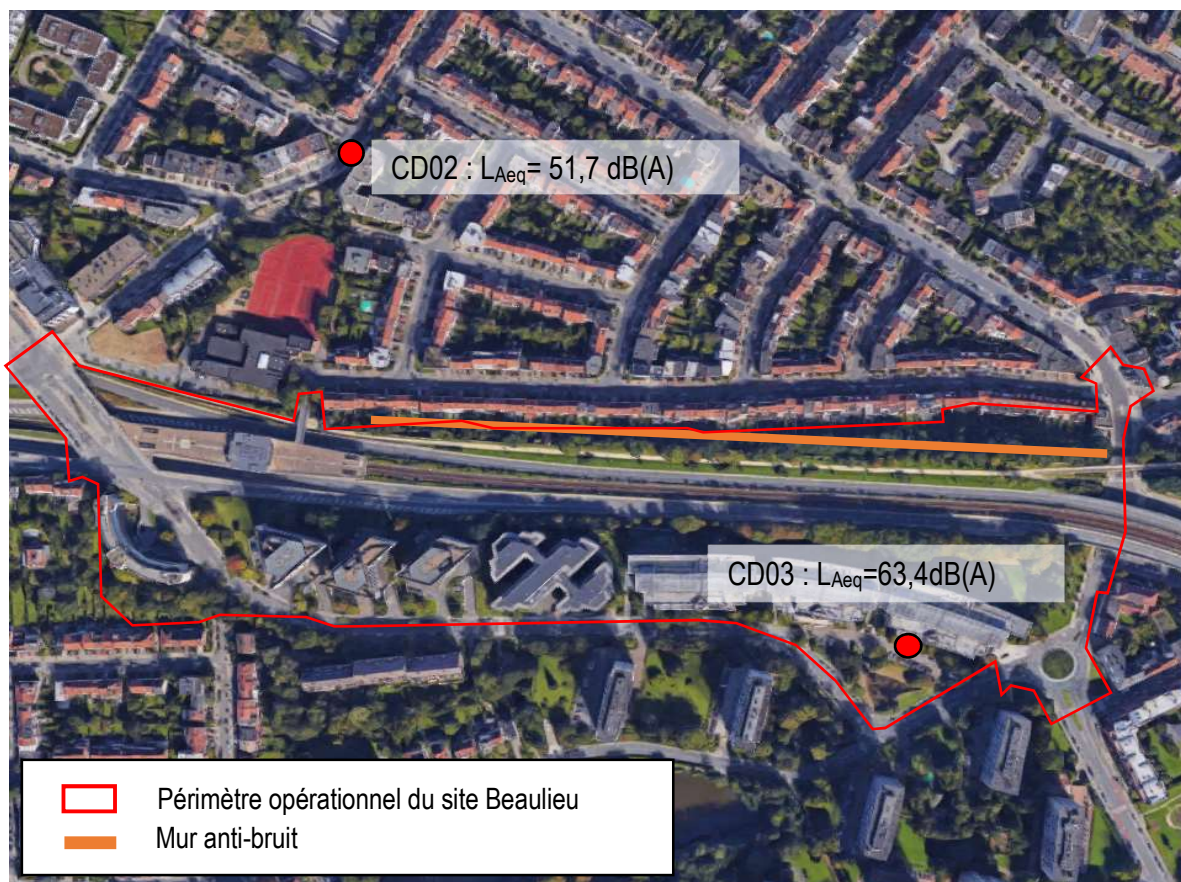 CD02 : LAeq= 51,7 dB(A)
CD03 : LAeq=63,4dB(A)
Périmètre opérationnel du site Beaulieu
Mur anti-bruit